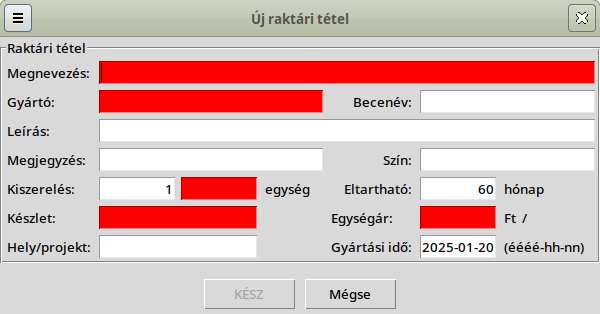 Új raktári tétel
Raktári tétel
Megnevezés:
Gyártó: Becenév:
Leírás:
Megjegyzés: Szín:
Kiszerelés: 1 egység Eltartható: 60 hónap
Készlet: Egységár: Ft /
Hely/projekt: Gyártási idő: 2025-01-20 (éééé-hh-nn)
KÉSZ Mégse